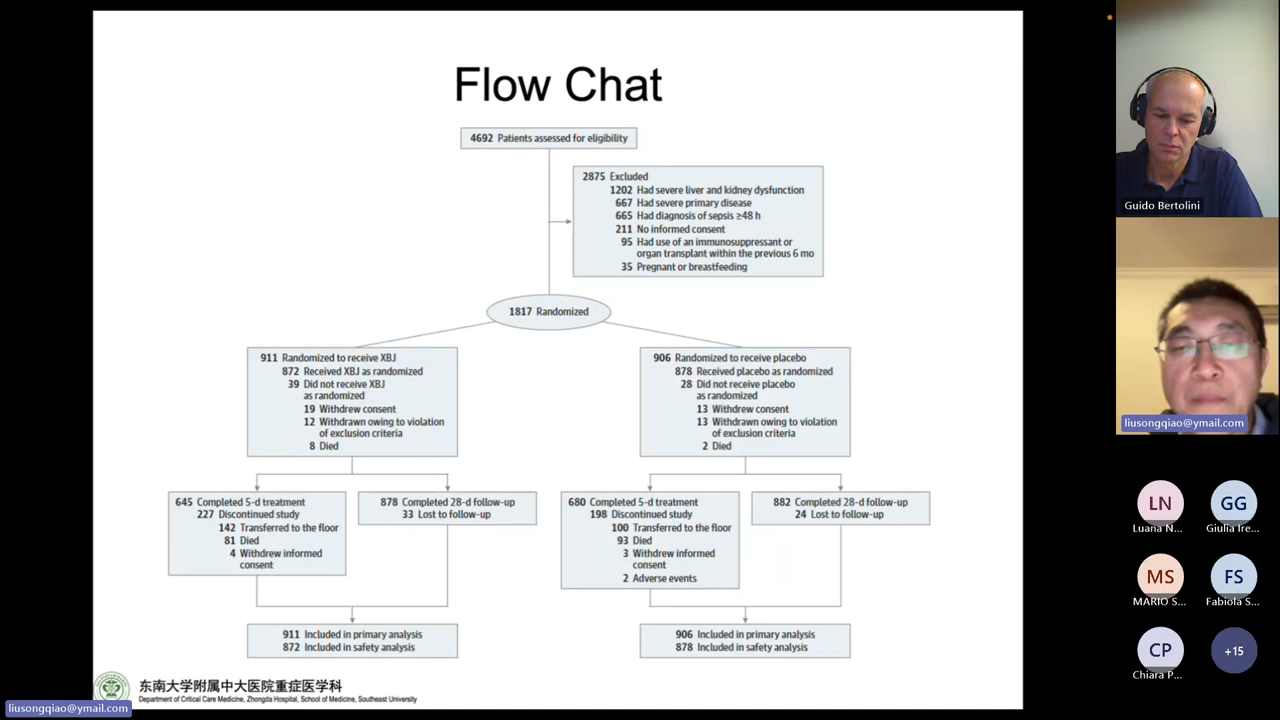 Flow Chat
4692 Patients assessed for eligibility
2875 Excluded
1202 Had severe liver and kidney dysfunction
667 Had severe primary disease
665 Had diagnosis of sepsis ≥48 h
211 No informed consent
95 Had use of an immunosuppressant or
organ transplant within the previous 6 mo
35 Pregnant or breastfeeding
1817 Randomized
911 Randomized to receive XBJ
872 Received XBJ as randomized
39 Did not receive XBJ
as randomized
19 Withdrew consent
12 Withdrawn owing to violation
of exclusion criteria
8 Died
906 Randomized to receive placebo
878 Received placebo as randomized
28 Did not receive placebo
as randomized
13 Withdrew consent
13 Withdrawn owing to violation
of exclusion criteria
2 Died
645 Completed 5-d treatment
227 Discontinued study
142 Transferred to the floor
81 Died
4 Withdrew informed
consent
878 Completed 28-d follow-up
33 Lost to follow-up
680 Completed 5-d treatment
198 Discontinued study
100 Transferred to the floor
93 Died
3 Withdrew informed
consent
2 Adverse events
882 Completed 28-d follow-up
24 Lost to follow-up
911 Included in primary analysis
872 Included in safety analysis
906 Included in primary analysis
878 Included in safety analysis
东南大学附属中大医院重症医学科
Department of Critical Care Medicine, Zhongda Hospital, School of Medicine, Southeast University
liusongqiao@ymail.com
Guido Bertolini
liusongqiao@ymail.com
LN
Luana N...
GG
Giulia Ire...
MS
MARIO S...
FS
Fabiola S...
CP
Chiara P...
+15